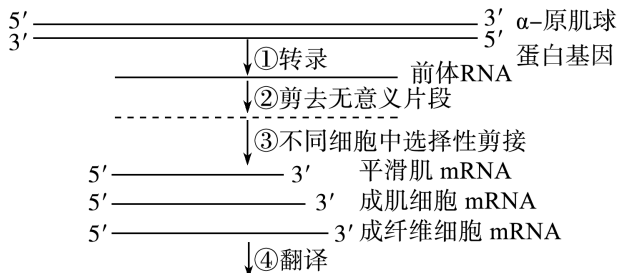 5′ 3′ α-原肌球
3′ 5′ 蛋白基因
①转录
前体RNA
②剪去无意义片段
③不同细胞中选择性剪接
5′ 3′ 平滑肌 mRNA
5′ 3′ 成肌细胞 mRNA
5′ 3′ 成纤维细胞 mRNA
④翻译